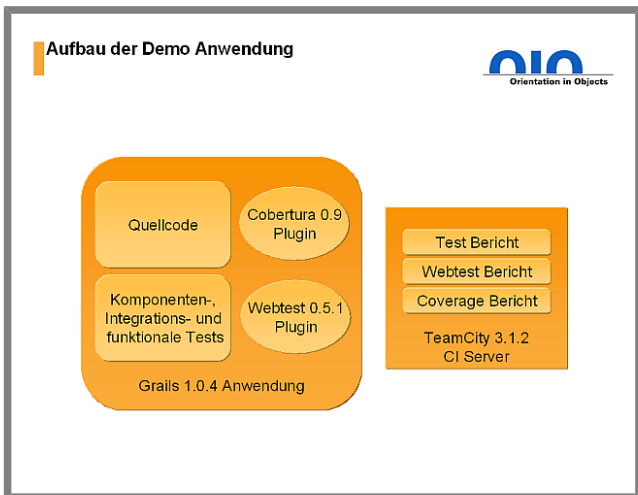 Aufbau der Demo Anwendung
OIO
Orientation in Objects
Quellcode
Cobertura 0.9
Plugin
Komponenten-,
Integrations- und
funktionale Tests
Webtest 0.5.1
Plugin
Grails 1.0.4 Anwendung
Test Bericht
Webtest Bericht
Coverage Bericht
TeamCity 3.1.2
CI Server